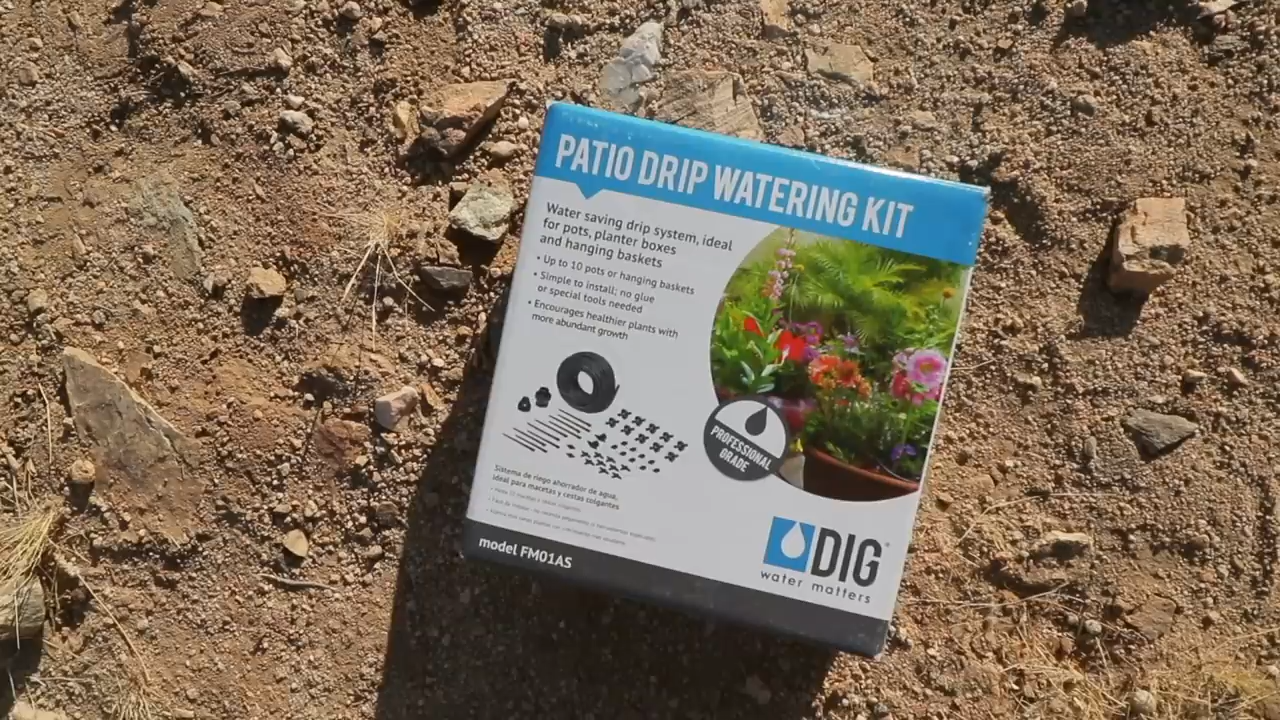 PATIO DRIP WATERING KIT
Water saving drip system, ideal
for pots, planter boxes
and hanging baskets
• Up to 10 pots or hanging baskets
• Simple to install; no glue
or special tools needed
• Encourages healthier plants with
more abundant growth
PROFESSIONAL
GRADE
Sistema de riego ahorrador de agua,
ideal para macetas y cestas colgantes
model FM01AS
DIG
water matters